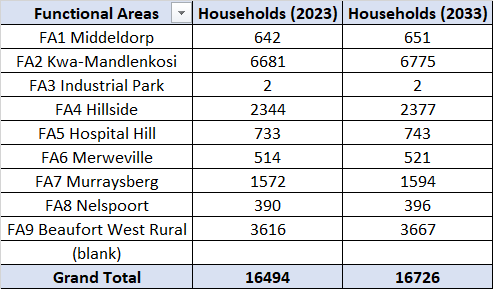 Functional Areas Households (2023) Households (2033)
FA1 Middeldorp 642 651
FA2 Kwa-Mandlenkosi 6681 6775
FA3 Industrial Park 2 2
FA4 Hillside 2344 2377
FA5 Hospital Hill 733 743
FA6 Merweville 514 521
FA7 Murraysberg 1572 1594
FA8 Nelspoort 390 396
FA9 Beaufort West Rural 3616 3667
(blank)
Grand Total 16494 16726